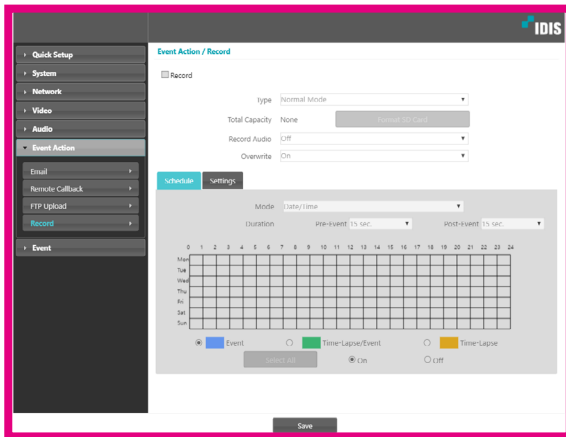 IDIS
Quick Setup
System
Network
Video
Audio
Event Action
Email
Remote Callback
FTP Upload
Record
Event
Event Action / Record
Record
Type Normal Mode
Total Capacity None Format SD Card
Record Audio Off
Overwrite On
Schedule Settings
Mode Date/Time
Duration Pre-Event 15 sec. Post-Event 15 sec.
0 1 2 3 4 5 6 7 8 9 10 11 12 13 14 15 16 17 18 19 20 21 22 23 24
Mon
Tue
Wed
Thu
Fri
Sat
Sun
Event Time-Lapse/Event Time-Lapse
Select All On Off
Save